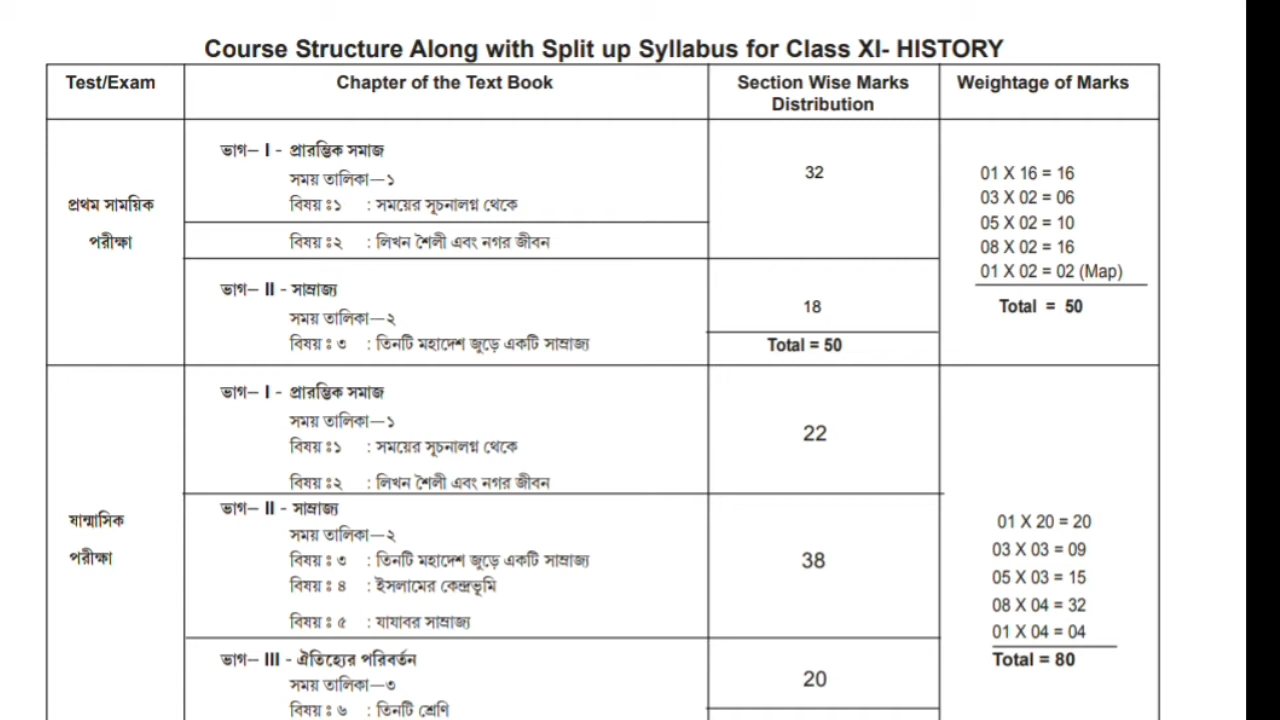 Course Structure Along with Split up Syllabus for Class XI- HISTORY
Test/Exam
Chapter of the Text Book
Section Wise Marks
Distribution
Weightage of Marks
প্রথম সাময়িক
পরীক্ষা
ভাগ– I - প্রারম্ভিক সমাজ
সময় তালিকা–১
বিষয় ঃ১ : সময়ের সূচনালগ্ন থেকে
বিষয় ঃ২ : লিখন শৈলী এবং নগর জীবন
32
ভাগ– II - সাম্রাজ্য
সময় তালিকা–২
বিষয় ঃ ৩ : তিনটি মহাদেশ জুড়ে একটি সাম্রাজ্য
18
Total = 50
01 X 16 = 16
03 X 02 = 06
05 X 02 = 10
08 X 02 = 16
01 X 02 = 02 (Map)
Total = 50
ষান্মাসিক
পরীক্ষা
ভাগ– I - প্রারম্ভিক সমাজ
সময় তালিকা–১
বিষয় ঃ১ : সময়ের সূচনালগ্ন থেকে
বিষয় ঃ২ : লিখন শৈলী এবং নগর জীবন
22
ভাগ– II - সাম্রাজ্য
সময় তালিকা–২
বিষয় ঃ ৩ : তিনটি মহাদেশ জুড়ে একটি সাম্রাজ্য
বিষয় ঃ ৪ : ইসলামের কেন্দ্রভূমি
বিষয় ঃ ৫ : যাযাবর সাম্রাজ্য
38
ভাগ– III - ঐতিহ্যের পরিবর্তন
সময় তালিকা–৩
বিষয় ঃ ৬ : তিনটি শ্রেণি
20
01 X 20 = 20
03 X 03 = 09
05 X 03 = 15
08 X 04 = 32
01 X 04 = 04
Total = 80